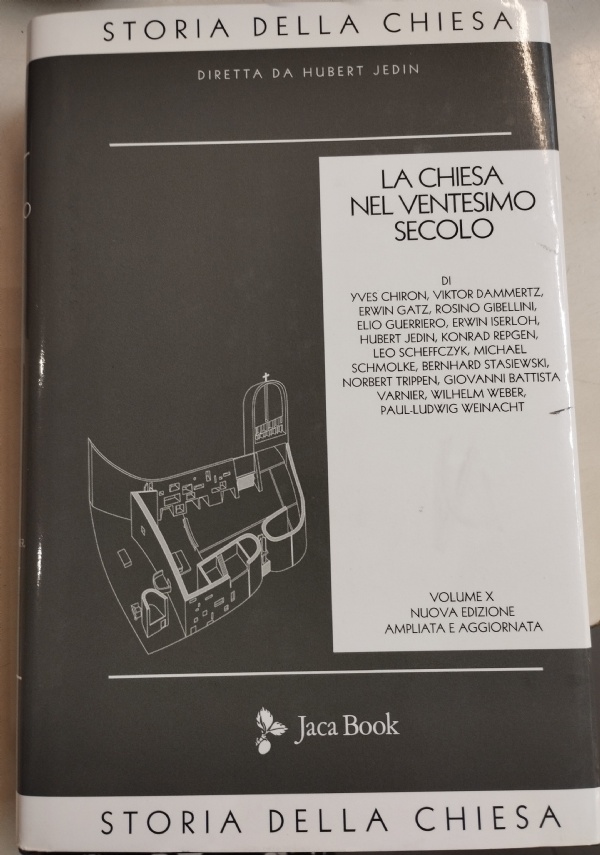 STORIA DELLA CHIESA
DIRETTA DA HUBERT JEDIN
LA CHIESA
NEL VENTESIMO
SECOLO
DI
YVES CHIRON, VIKTOR DAMMERTZ,
ERWIN GATZ, ROSINO GIBELLINI,
ELIO GUERRIERO, ERWIN ISERLOH,
HUBERT JEDIN, KONRAD REPGEN,
LEO SCHEFFCZYK, MICHAEL
SCHMOLKE, BERNHARD STASIEWSKI,
NORBERT TRIPPEN, GIOVANNI BATTISTA
VARNIER, WILHELM WEBER,
PAUL-LUDWIG WEINACHT
VOLUME X
NUOVA EDIZIONE
AMPLIATA E AGGIORNATA
Jaca Book
STORIA DELLA CHIESA